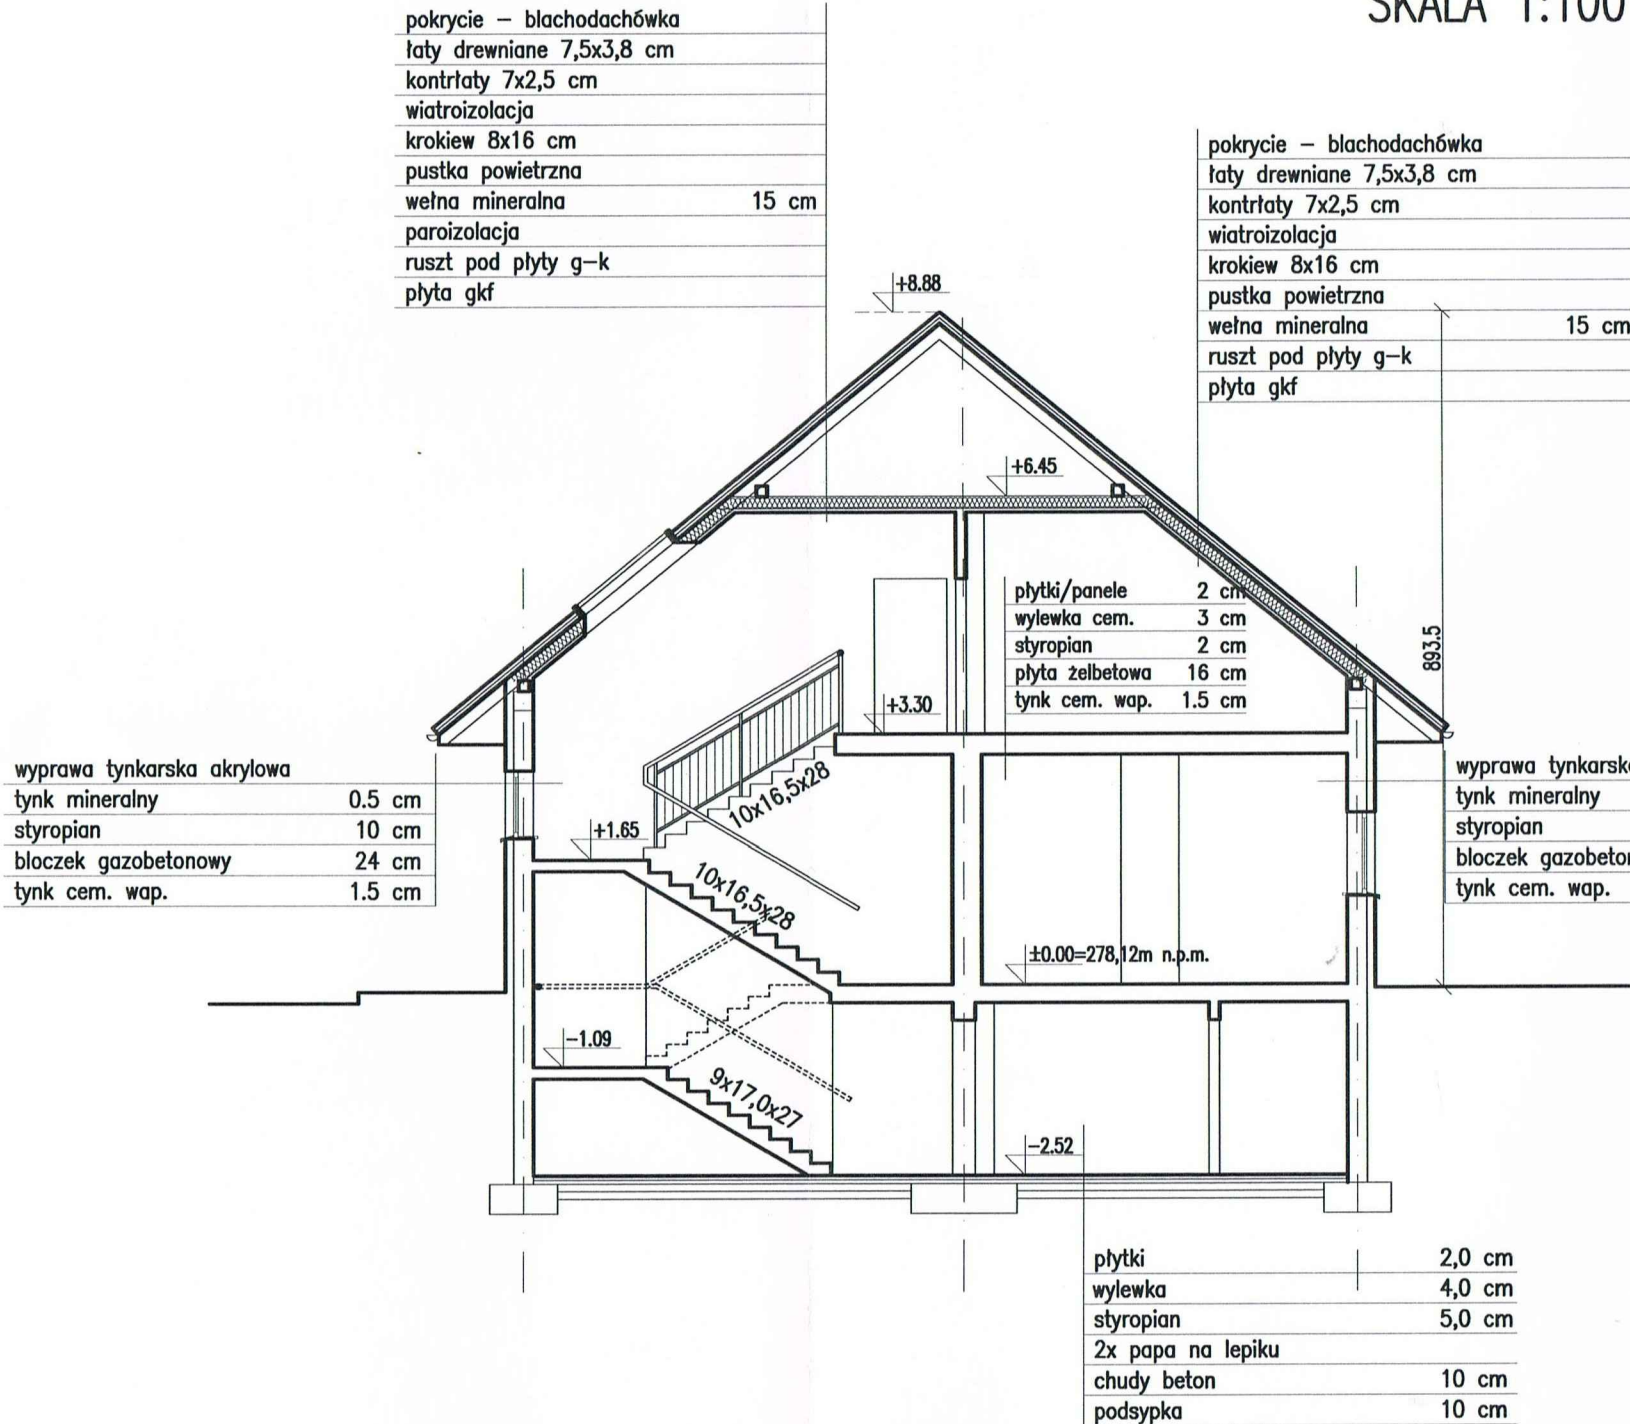 SKALA 1:100
pokrycie – blachodachówka
łaty drewniane 7,5x3,8 cm
kontrłaty 7x2,5 cm
wiatroizolacja
krokiew 8x16 cm
pustka powietrzna
wełna mineralna 15 cm
paroizolacja
ruszt pod płyty g–k
płyta gkf
pokrycie – blachodachówka
łaty drewniane 7,5x3,8 cm
kontrłaty 7x2,5 cm
wiatroizolacja
krokiew 8x16 cm
pustka powietrzna
wełna mineralna 15 cm
ruszt pod płyty g–k
płyta gkf
+8.88
+6.45
płytki/panele 2 cm
wylewka cem. 3 cm
styropian 2 cm
płyta żelbetowa 16 cm
tynk cem. wap. 1.5 cm
893.5
+3.30
wyprawa tynkarska akrylowa
tynk mineralny 0.5 cm
styropian 10 cm
bloczek gazobetonowy 24 cm
tynk cem. wap. 1.5 cm
10x16,5x28
+1.65
10x16,5x28
wyprawa tynkarska
tynk mineralny
styropian
bloczek gazobeton
tynk cem. wap.
±0.00=278,12m n.p.m.
–1.09
9x17,0x27
–2.52
płytki 2,0 cm
wylewka 4,0 cm
styropian 5,0 cm
2x papa na lepiku
chudy beton 10 cm
podsypka 10 cm